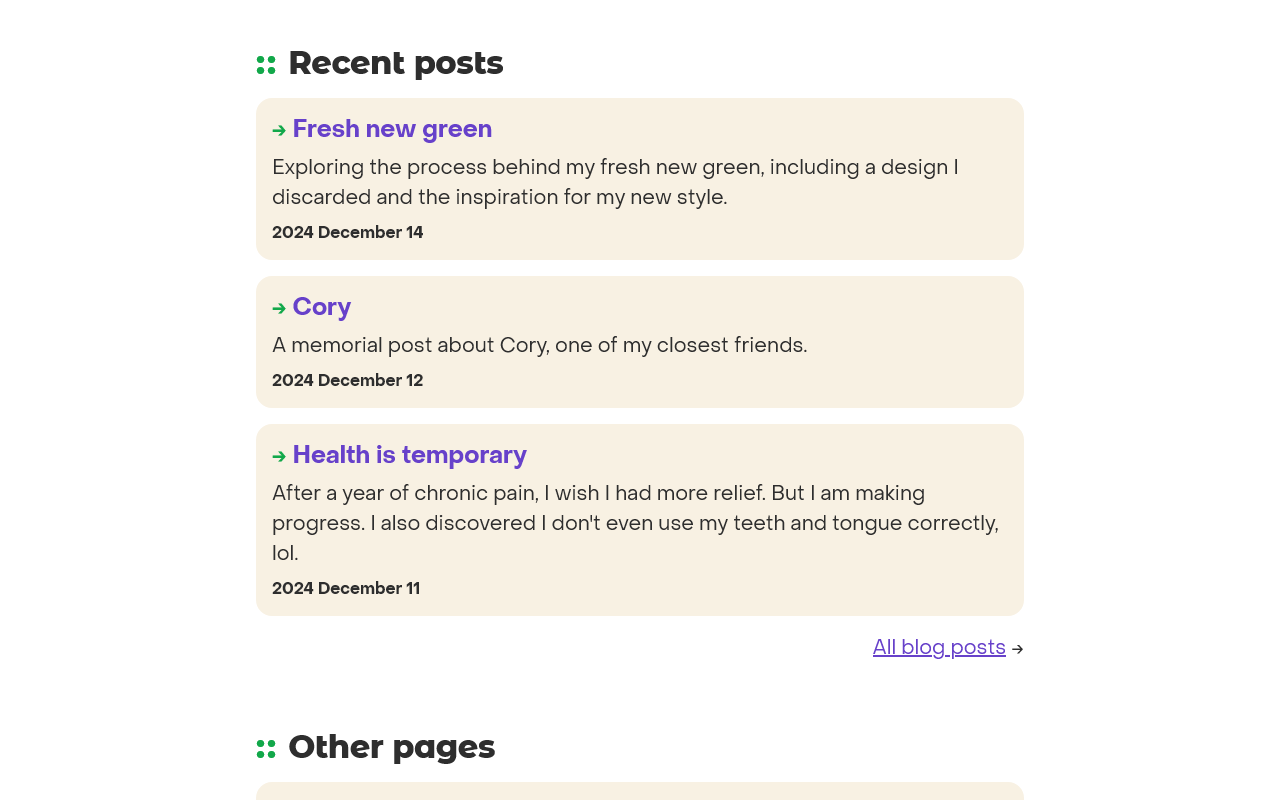 Recent posts
→ Fresh new green
Exploring the process behind my fresh new green, including a design I
discarded and the inspiration for my new style.
2024 December 14
→ Cory
A memorial post about Cory, one of my closest friends.
2024 December 12
→ Health is temporary
After a year of chronic pain, I wish I had more relief. But I am making
progress. I also discovered I don't even use my teeth and tongue correctly,
lol.
2024 December 11
All blog posts →
Other pages